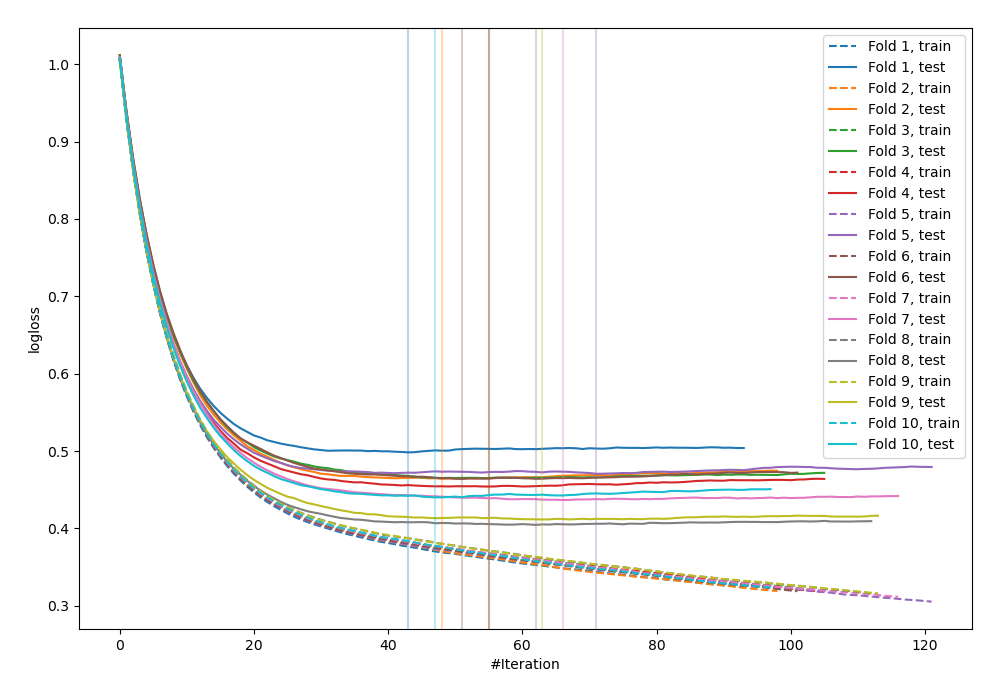 1.0
0.9
0.8
0.7
0.6
0.5
0.4
0.3
logloss
0
20
40
60
80
100
120
#Iteration
Fold 1, train
Fold 1, test
Fold 2, train
Fold 2, test
Fold 3, train
Fold 3, test
Fold 4, train
Fold 4, test
Fold 5, train
Fold 5, test
Fold 6, train
Fold 6, test
Fold 7, train
Fold 7, test
Fold 8, train
Fold 8, test
Fold 9, train
Fold 9, test
Fold 10, train
Fold 10, test